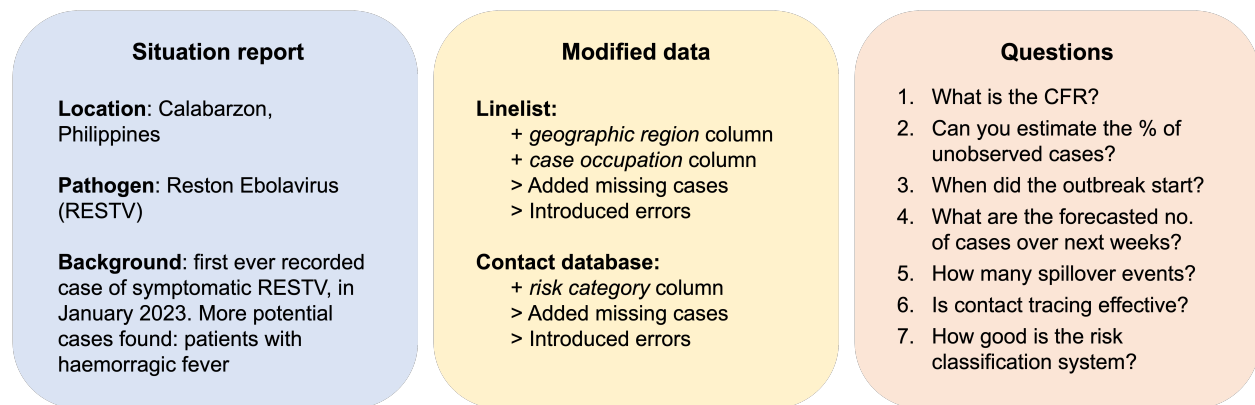 Situation report
Location: Calabarzon,
Philippines
Pathogen: Reston Ebolavirus
(RESTV)
Background: first ever recorded
case of symptomatic RESTV, in
January 2023. More potential
cases found: patients with
haemorragic fever
Modified data
Linelist:
+ geographic region column
+ case occupation column
> Added missing cases
> Introduced errors
Contact database:
+ risk category column
> Added missing cases
> Introduced errors
Questions
1. What is the CFR?
2. Can you estimate the % of
unobserved cases?
3. When did the outbreak start?
4. What are the forecasted no.
of cases over next weeks?
5. How many spillover events?
6. Is contact tracing effective?
7. How good is the risk
classification system?